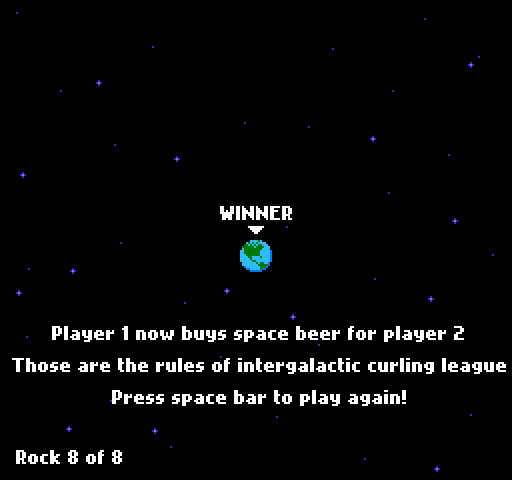 WINNER
Player 1 now buys space beer for player 2
Those are the rules of intergalactic curling league
Press space bar to play again!
Rock 8 of 8